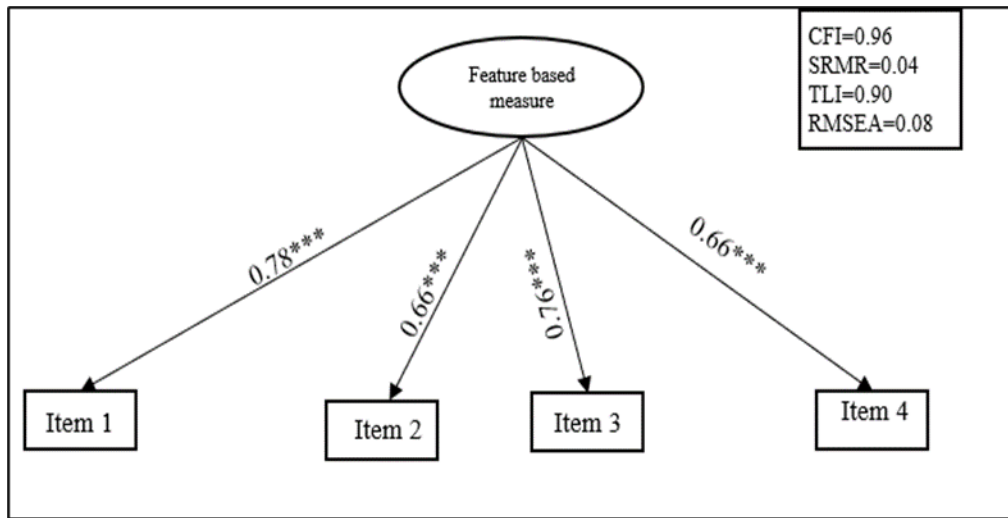 Feature based
measure
CFI=0.96
SRMR=0.04
TLI=0.90
RMSEA=0.08
0.78***
0.66***
0.76****
0.66***
Item 1
Item 2
Item 3
Item 4